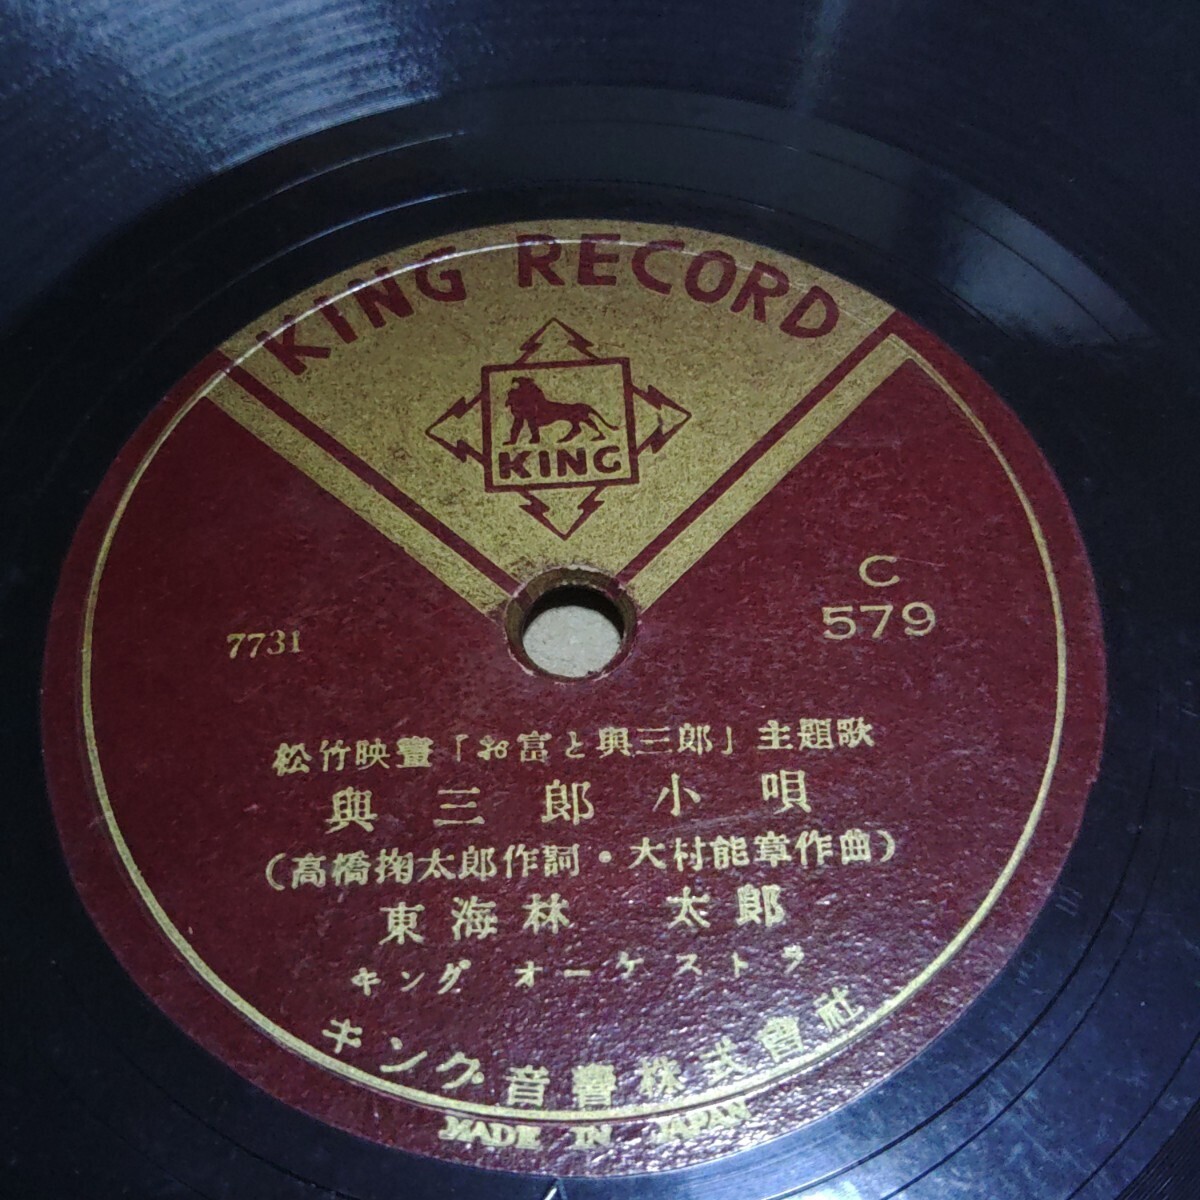 KING RECORD
KING
C
579
7731
松竹映畫「お富と與三郎」主題歌
與三郎小唄
(高橋掬太郎作詞・大村能章作曲)
東海林 太郎
キング オーケストラ
キング音響株式會社
MADE IN JAPAN